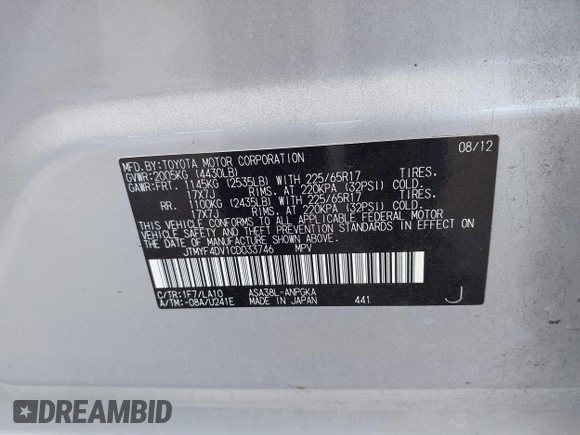 MFD.BY:TOYOTA MOTOR CORPORATION 08/12
GVWR:2005KG (4430LB)
GAWR:FRT. 1145KG (2535LB) WITH 225/65R17 TIRES.
17X7J RIMS. AT 220KPA (32PSI) COLD.
RR. 1100KG (2435LB) WITH 225/65R17 TIRES.
17X7J RIMS. AT 220KPA (32PSI) COLD.
THIS VEHICLE CONFORMS TO ALL APPLICABLE FEDERAL MOTOR
VEHICLE SAFETY AND THEFT PREVENTION STANDARDS IN EFFECT
ON THE DATE OF MANUFACTURE SHOWN ABOVE.
JTMYF4DV1CD033746 MPV
C/TR:1F7/LA10 ASA38L-ANPGKA
A/TM:-08A/U241E MADE IN JAPAN 441 J
DREAMBID